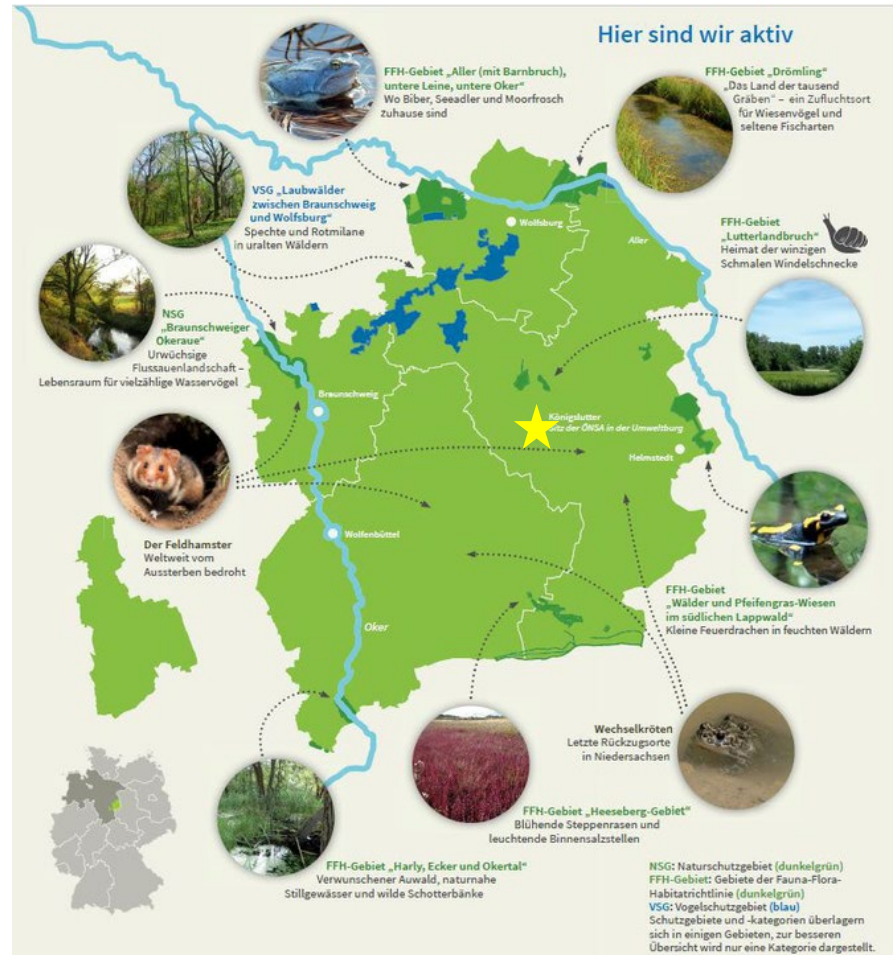 Hier sind wir aktiv
FFH-Gebiet „Aller (mit Barnbruch),
untere Leine, untere Oker“
Wo Biber, Seeadler und Moorfrosch
zuhause sind
FFH-Gebiet „Drömling“
„Das Land der tausend
Gräben“ – ein Zufluchtsort
für Wiesenvögel und
seltene Fischarten
VSG „Laubwälder
zwischen Braunschweig
und Wolfsburg“
Spechte und Rotmilane
in uralten Wäldern
Wolfsburg
Aller
FFH-Gebiet
„Lutterlandbruch“
Heimat der winzigen
Schmalen Windelschnecke
NSG
„Braunschweiger
Okeraue“
Urwüchsige
Flussauenlandschaft –
Lebensraum für vielzählige Wasservögel
Braunschweig
Königslutter
Sitz der ÖNSA in der Umweltburg
Helmstedt
Der Feldhamster
Weltweit vom
Aussterben bedroht
Wolfenbüttel
Oker
FFH-Gebiet
„Wälder und Pfeifengras-Wiesen
im südlichen Lappwald“
Kleine Feuerdrachen in feuchten Wäldern
Wechselkröten
Letzte Rückzugsorte
in Niedersachsen
FFH-Gebiet „Heeseberg-Gebiet“
Blühende Steppenrasen und
leuchtende Binnensalzstellen
FFH-Gebiet „Harly, Ecker und Okertal“
Verwunschener Auwald, naturnahe
Stillgewässer und wilde Schotterbänke
NSG: Naturschutzgebiet (dunkelgrün)
FFH-Gebiet: Gebiete der Fauna-Flora-
Habitatrichtlinie (dunkelgrün)
VSG: Vogelschutzgebiet (blau)
Schutzgebiete und -kategorien überlagern
sich in einigen Gebieten, zur besseren
Übersicht wird nur eine Kategorie dargestellt.